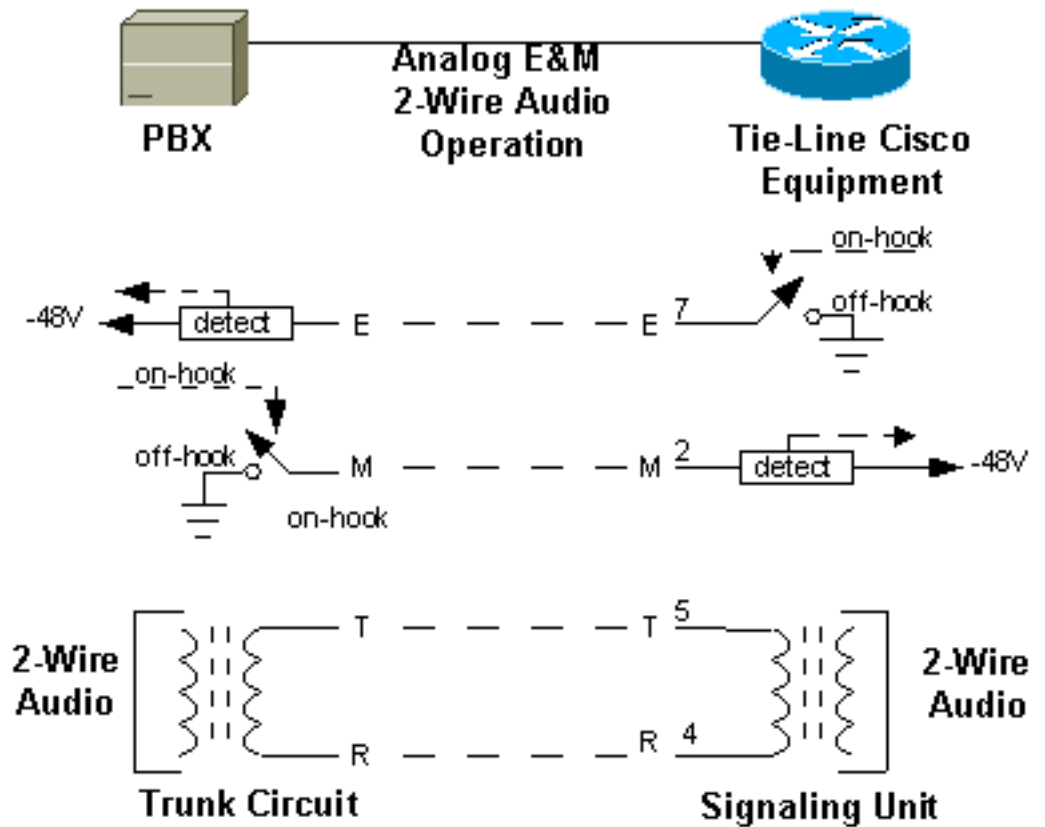 Analog E&M
2-Wire Audio
Operation
PBX
Tie-Line Cisco
Equipment
on-hook
-48V
detect
E
E
7
off-hook
on-hook
off-hook
M
M
2
detect
-48V
on-hook
T
T
5
2-Wire
Audio
2-Wire
Audio
R
R
4
Trunk Circuit
Signaling Unit